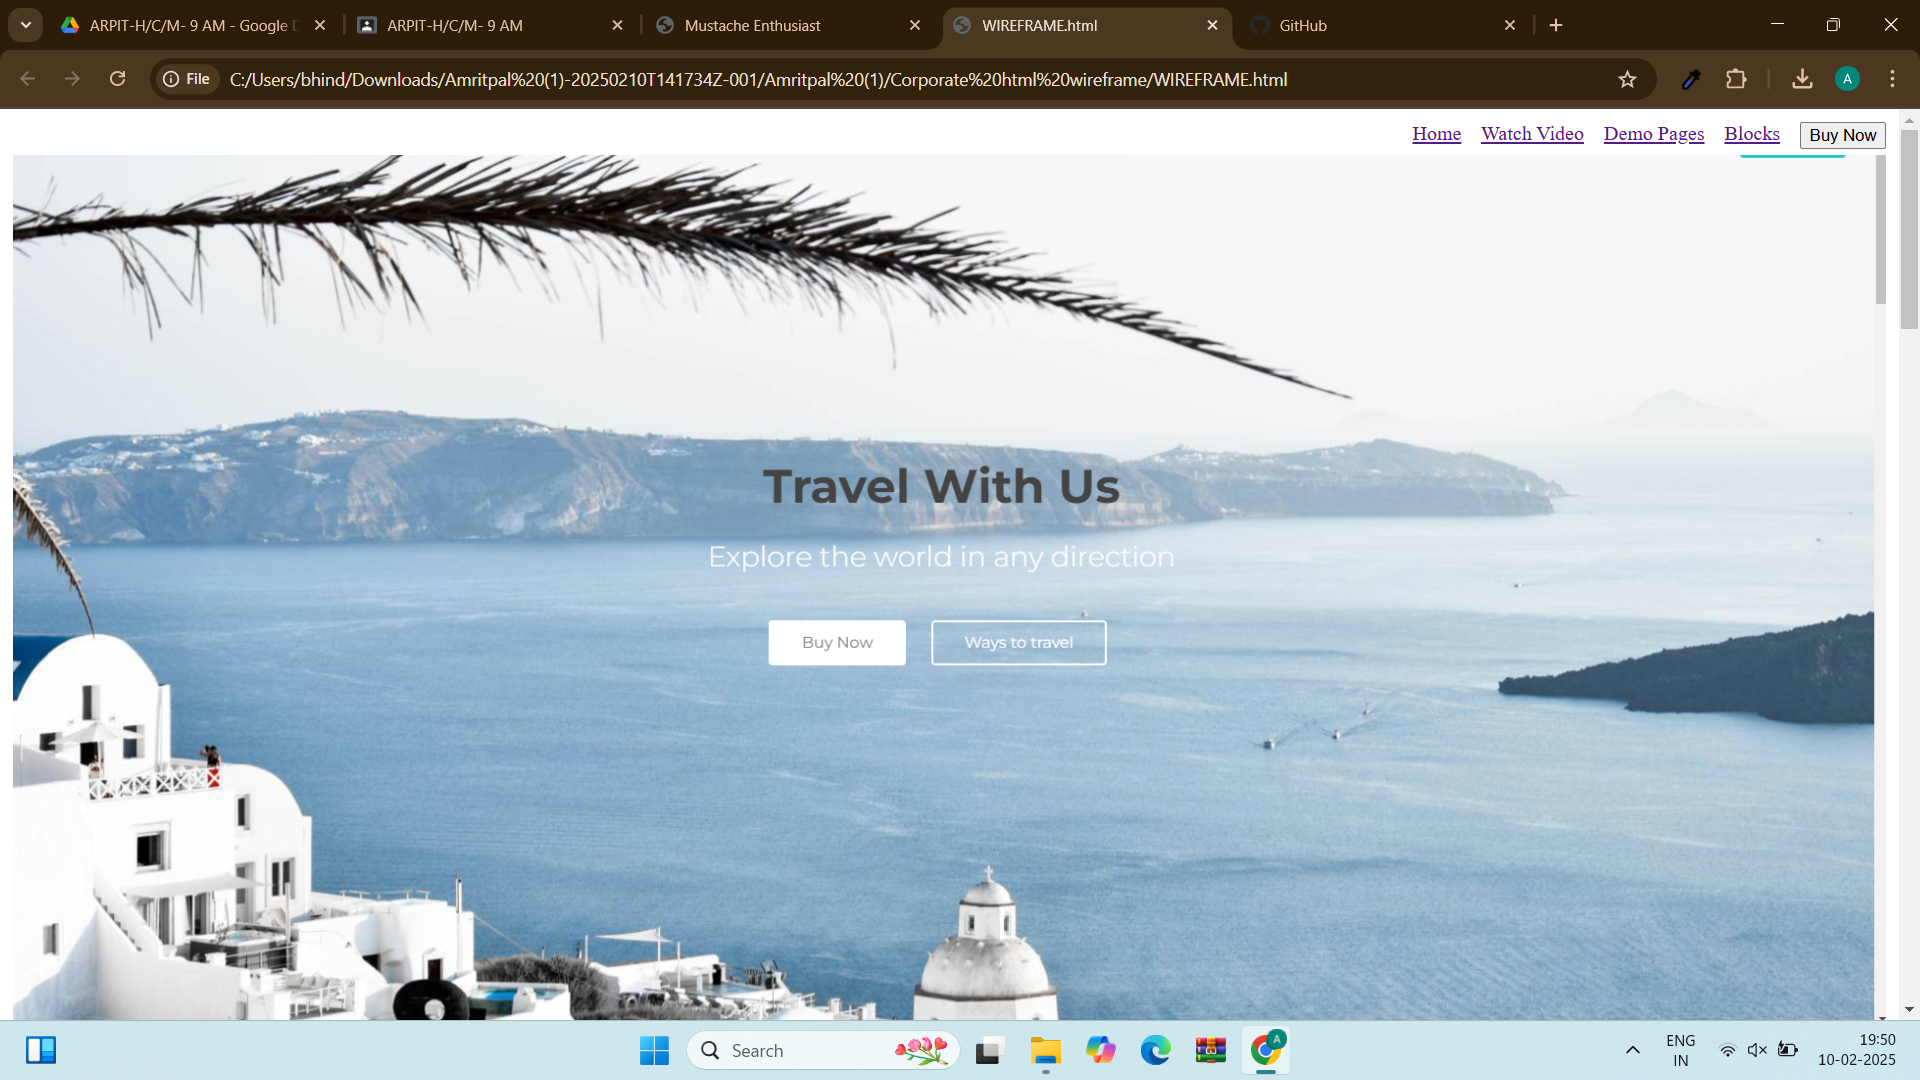 ARPIT-H/C/M- 9 AM - Google D
ARPIT-H/C/M- 9 AM
Mustache Enthusiast
WIREFRAME.html
GitHub
File
C:/Users/bhind/Downloads/Amritpal%20(1)-20250210T141734Z-001/Amritpal%20(1)/Corporate%20html%20wireframe/WIREFRAME.html
A
Home
Watch Video
Demo Pages
Blocks
Buy Now
Travel With Us
Explore the world in any direction
Buy Now
Ways to travel
Search
A
ENG
IN
19:50
10-02-2025